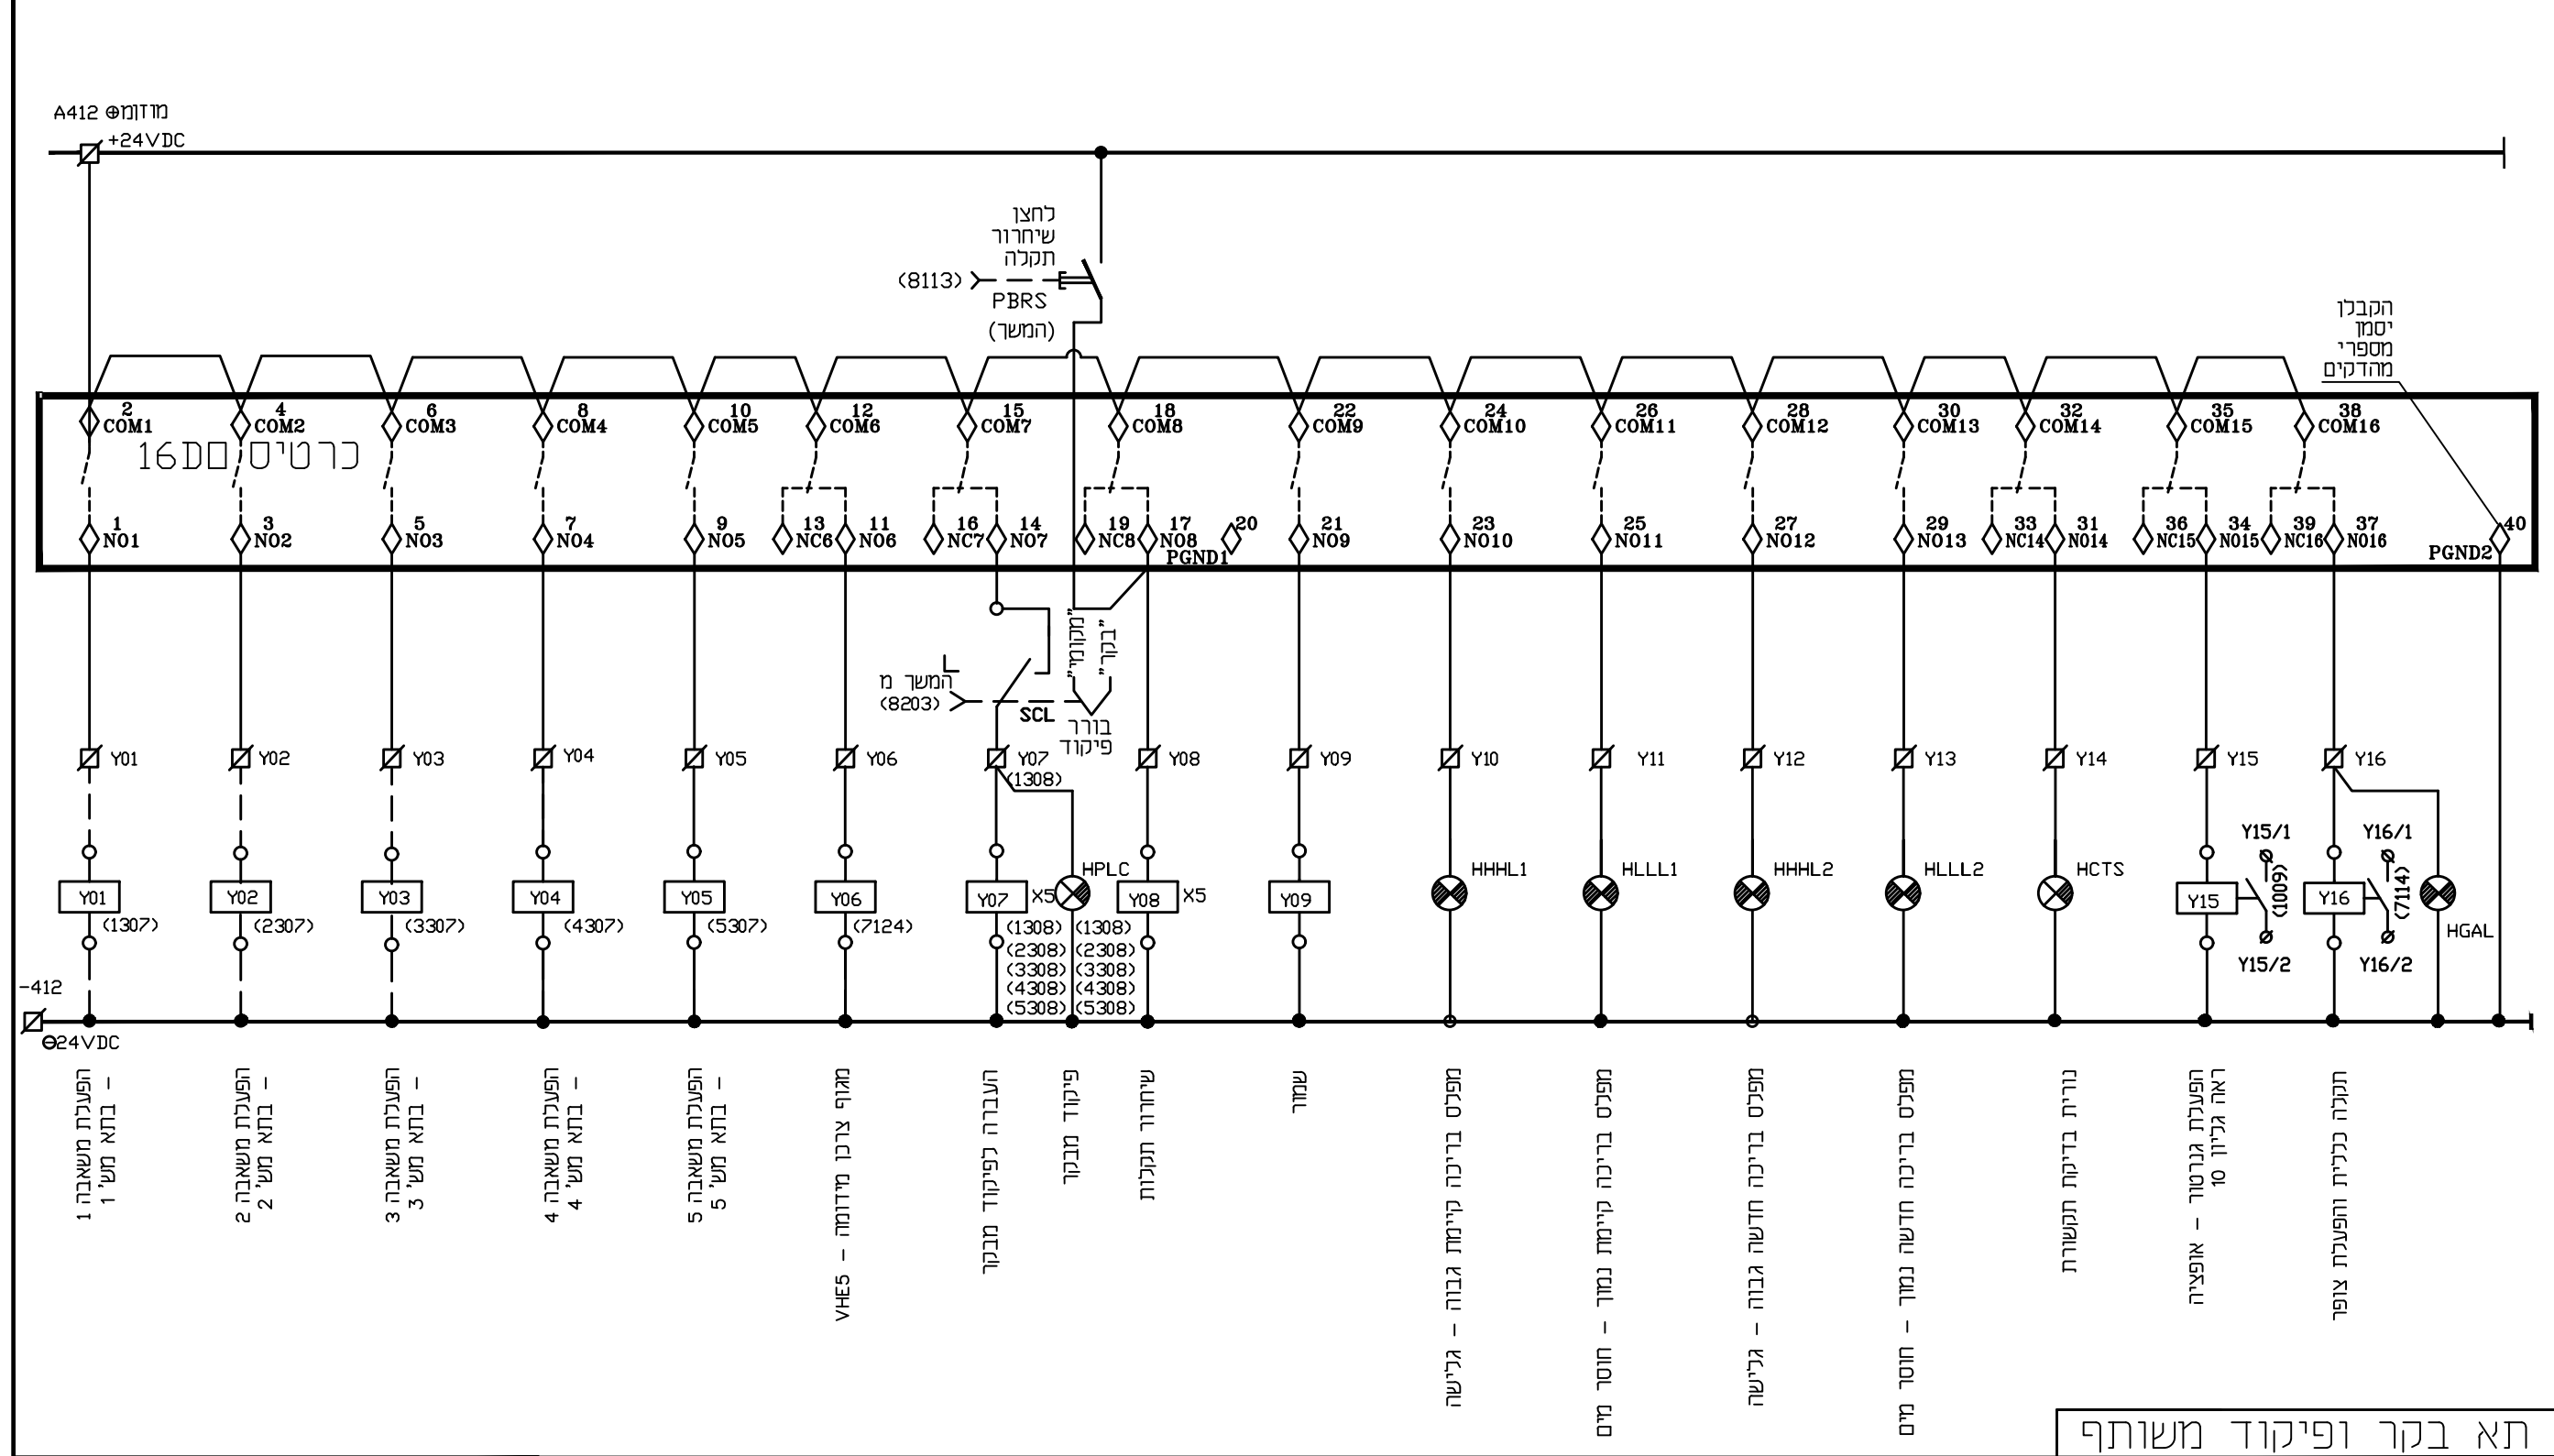 A412 ⊕מוזןמתח
+24VDC
לחצן
שיחרור
תקלה
(8113)
PBRS
(המשך)
הקבלן
יסמן
מספרי
מהדקים
2
COM1
4
COM2
6
COM3
8
COM4
10
COM5
12
COM6
15
COM7
18
COM8
22
COM9
24
COM10
26
COM11
28
COM12
30
COM13
32
COM14
35
COM15
38
COM16
כרטיס 16DO
1
NO1
3
NO2
5
NO3
7
NO4
9
NO5
13
NC6
11
NO6
16
NC7
14
NO7
19
NC8
17
NO8
PGND1
20
21
NO9
23
NO10
25
NO11
27
NO12
29
NO13
33
NC14
31
NO14
36
NC15
34
NO15
39
NC16
37
NO16
PGND2
40
"מקומי"
"בקר"
המשך מ
(8203)
L
SCL
בורר
פיקוד
Y01
Y02
Y03
Y04
Y05
Y06
Y07
(1308)
Y08
Y09
Y10
Y11
Y12
Y13
Y14
Y15
Y16
Y01
(1307)
Y02
(2307)
Y03
(3307)
Y04
(4307)
Y05
(5307)
Y06
(7124)
Y07
X5
(1308)
(2308)
(3308)
(4308)
(5308)
HPLC
Y08
X5
(1308)
(2308)
(3308)
(4308)
(5308)
Y09
HHHL1
HLLL1
HHHL2
HLLL2
HCTS
Y15
Y15/1
(1009)
Y15/2
Y16
Y16/1
(7114)
Y16/2
HGAL
-412
⊖24VDC
הפעלת משאבה 1
- בתא מש' 1
הפעלת משאבה 2
- בתא מש' 2
הפעלת משאבה 3
- בתא מש' 3
הפעלת משאבה 4
- בתא מש' 4
הפעלת משאבה 5
- בתא מש' 5
מגוף צרכן מידומה - VHE5
העברה לפיקוד מבקר
פיקוד מבקר
שיחרור תקלות
שמור
מפלס בריכה קיימת גבוה - גלישה
מפלס בריכה קיימת נמוך - חוסר מים
מפלס בריכה חדשה גבוה - גלישה
מפלס בריכה חדשה נמוך - חוסר מים
נורית בדיקת תקשורת
הפעלת גנרטור - אופציה
ראה גליון 10
תקלה כללית והפעלת צופר
תא בקר ופיקוד משותף